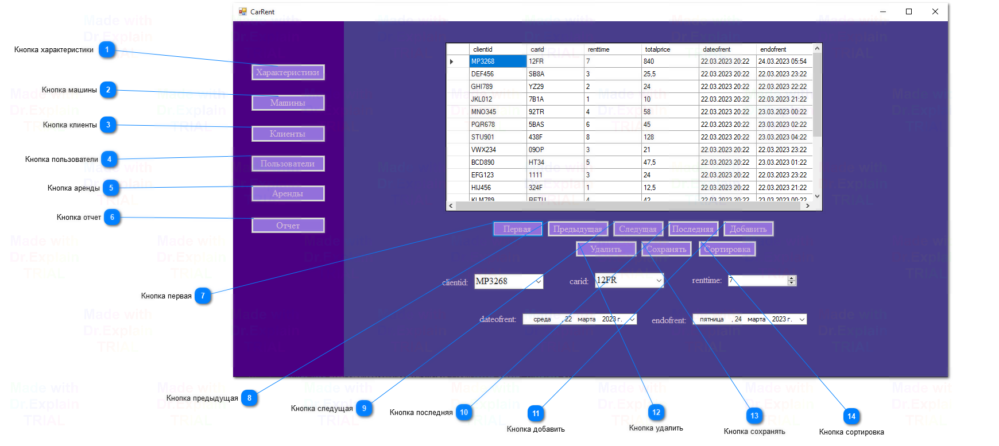 CarRent
Кнопка характеристики 1
Кнопка машины 2
Кнопка клиенты 3
Кнопка пользователи 4
Кнопка аренды 5
Кнопка отчет 6
Характеристики
Машины
Клиенты
Пользователи
Аренды
Отчет
clientid carid renttime totalprice dateofrent endofrent
MP3268 12FR 7 840 22.03.2023 20:22 24.03.2023 05:54
DEF456 SB8A 3 25,5 22.03.2023 20:22 22.03.2023 23:22
GHI789 YZ29 2 24 22.03.2023 20:22 22.03.2023 22:22
JKL012 7B1A 1 10 22.03.2023 20:22 22.03.2023 21:22
MNO345 92TR 4 58 22.03.2023 20:22 23.03.2023 00:22
PQR678 5BAS 6 45 22.03.2023 20:22 23.03.2023 02:22
STU901 438F 8 128 22.03.2023 20:22 23.03.2023 04:22
VWX234 09OP 3 21 22.03.2023 20:22 22.03.2023 23:22
BCD890 HT34 5 47,5 22.03.2023 20:22 23.03.2023 01:22
EFG123 1111 3 24 22.03.2023 20:22 22.03.2023 23:22
HIJ456 324F 1 12,5 22.03.2023 20:22 22.03.2023 21:22
KLM789 RETU 4 42 22.03.2023 20:22 23.03.2023 00:22
Первая Предыдущая Следущая Последняя Добавить
Удалить Сохранять Сортировка
clientid: MP3268 carid: 12FR renttime: 7
dateofrent: среда , 22 марта 2023 г. endofrent: пятница , 24 марта 2023 г.
Кнопка первая 7
Кнопка предыдущая 8
Кнопка следущая 9
Кнопка последняя 10
11
Кнопка добавить
12
Кнопка удалить
13
Кнопка сохранять
14
Кнопка сортировка
Made with
Dr.Explain
TRIAL